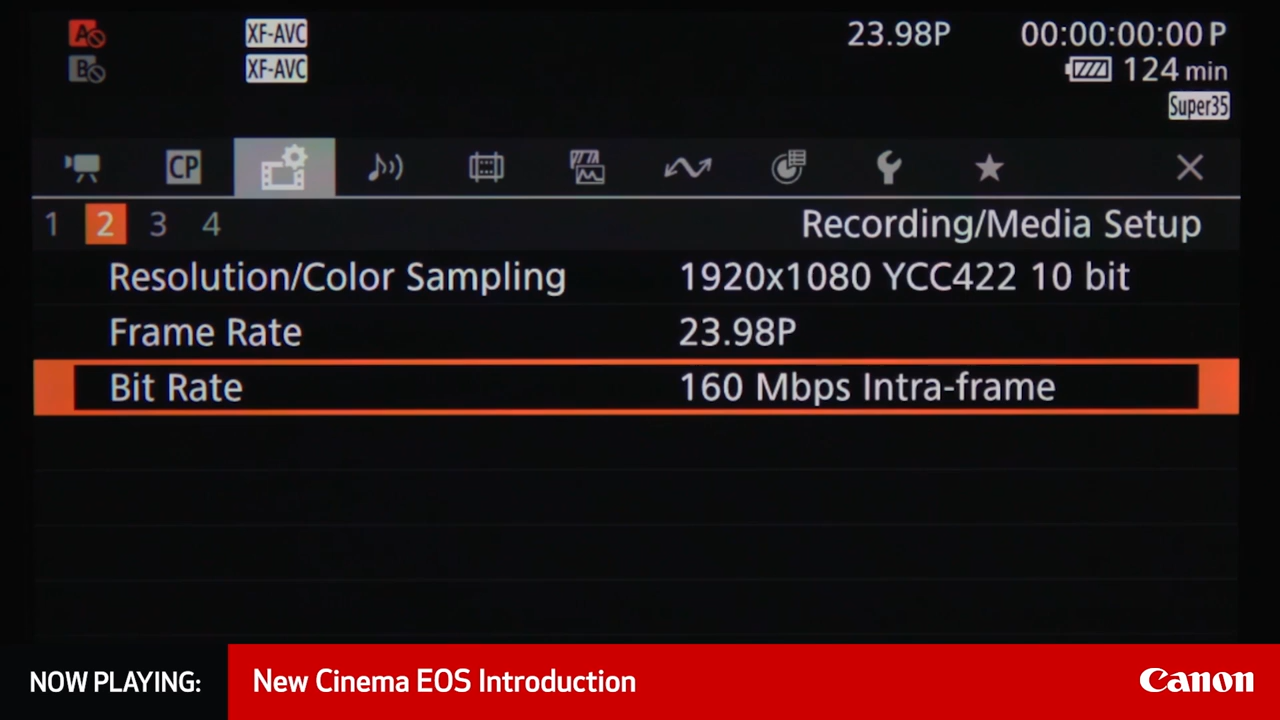 A XF-AVC 23.98P 00:00:00:00 P
B XF-AVC 124 min
Super35
CP
1 2 3 4 Recording/Media Setup
Resolution/Color Sampling 1920x1080 YCC422 10 bit
Frame Rate 23.98P
Bit Rate 160 Mbps Intra-frame
NOW PLAYING: New Cinema EOS Introduction Canon